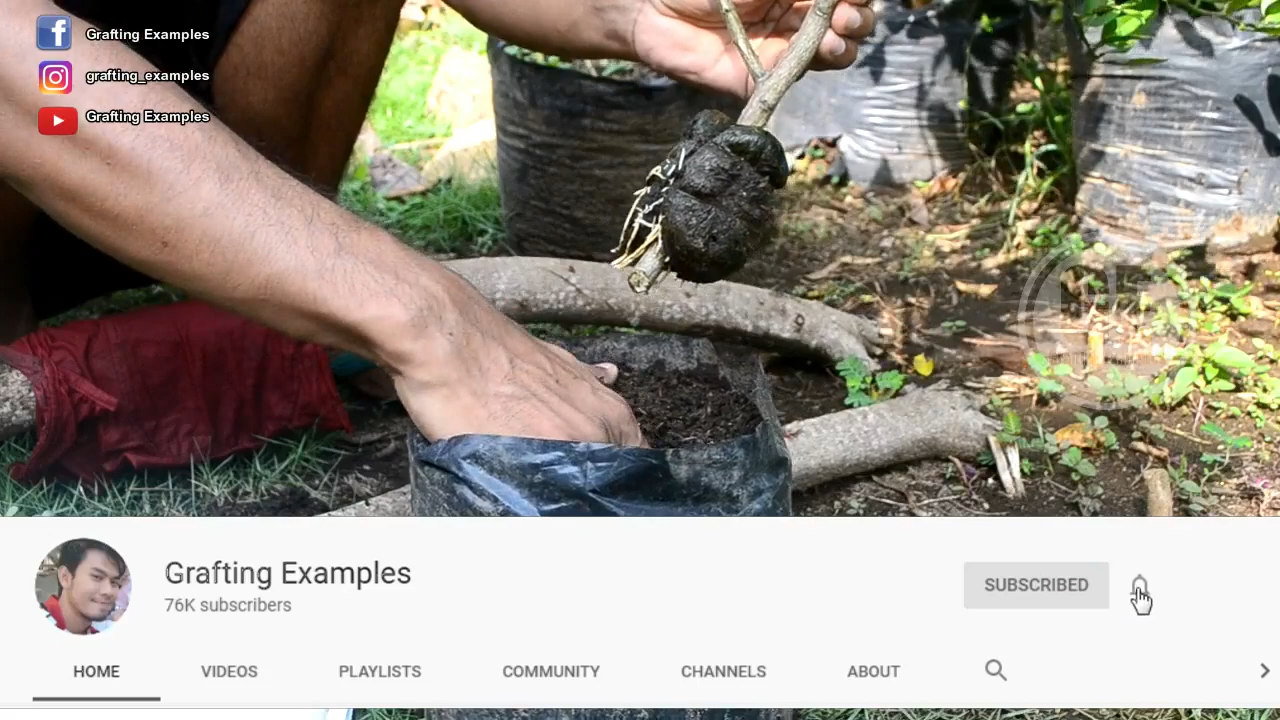 Grafting Examples
grafting_examples
Grafting Examples
Grafting Examples
76K subscribers
SUBSCRIBED
HOME
VIDEOS
PLAYLISTS
COMMUNITY
CHANNELS
ABOUT